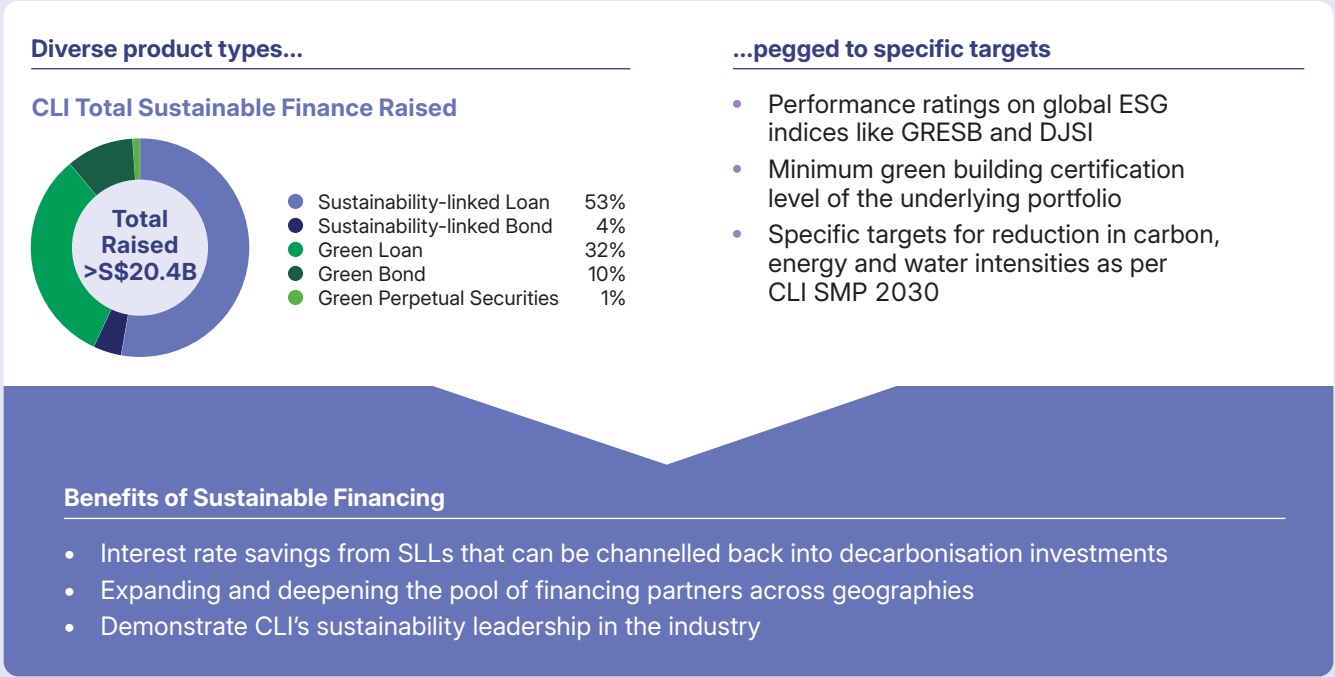 Diverse product types...
CLI Total Sustainable Finance Raised
Total
Raised
>S$20.4B
Sustainability-linked Loan 53%
Sustainability-linked Bond 4%
Green Loan 32%
Green Bond 10%
Green Perpetual Securities 1%
...pegged to specific targets
• Performance ratings on global ESG
indices like GRESB and DJSI
• Minimum green building certification
level of the underlying portfolio
• Specific targets for reduction in carbon,
energy and water intensities as per
CLI SMP 2030
Benefits of Sustainable Financing
• Interest rate savings from SLLs that can be channelled back into decarbonisation investments
• Expanding and deepening the pool of financing partners across geographies
• Demonstrate CLI’s sustainability leadership in the industry